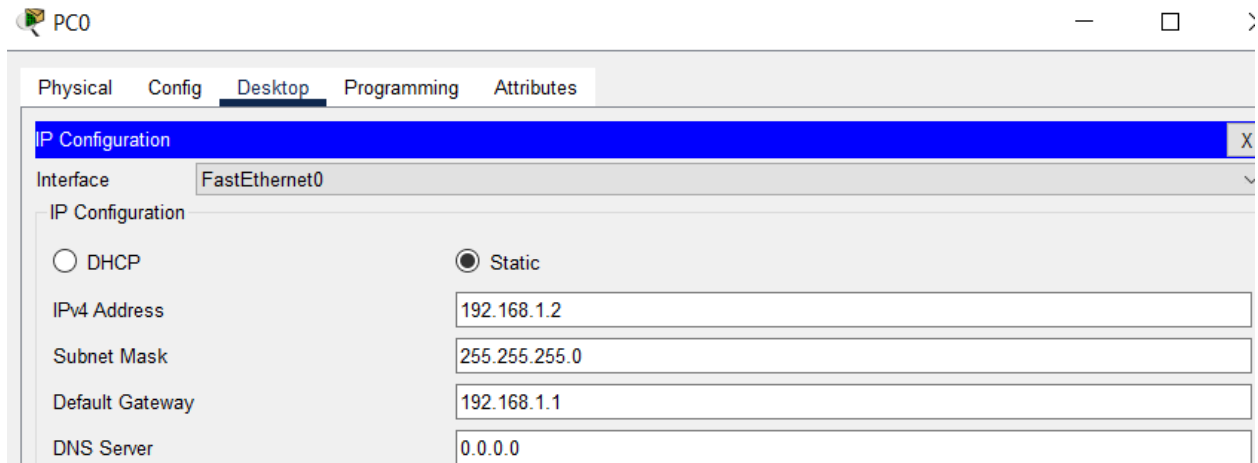 PC0
Physical Config Desktop Programming Attributes
IP Configuration X
Interface FastEthernet0
IP Configuration
DHCP Static
IPv4 Address 192.168.1.2
Subnet Mask 255.255.255.0
Default Gateway 192.168.1.1
DNS Server 0.0.0.0